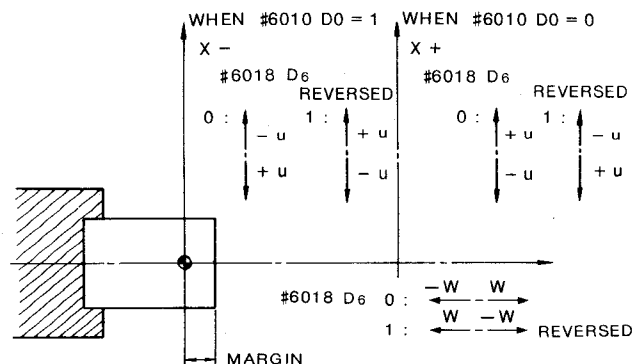 WHEN #6010 D0 = 1 WHEN #6010 D0 = 0
X - X +
#6018 D6 #6018 D6
REVERSED REVERSED
0 : 1 : 0 : 1 :
- u + u + u - u
+ u - u - u + u
#6018 D6 0 : -W W
1 : W -W REVERSED
MARGIN